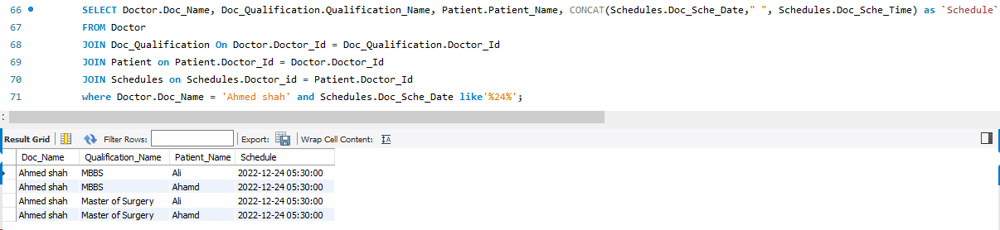 66 SELECT Doctor.Doc_Name, Doc_Qualification.Qualification_Name, Patient.Patient_Name, CONCAT(Schedules.Doc_Sche_Date," ", Schedules.Doc_Sche_Time) as `Schedule`
67 FROM Doctor
68 JOIN Doc_Qualification On Doctor.Doctor_Id = Doc_Qualification.Doctor_Id
69 JOIN Patient on Patient.Doctor_Id = Doctor.Doctor_Id
70 JOIN Schedules on Schedules.Doctor_id = Patient.Doctor_Id
71 where Doctor.Doc_Name = 'Ahmed shah' and Schedules.Doc_Sche_Date like'%24%';
Result Grid Filter Rows: Export: Wrap Cell Content:
Doc_Name Qualification_Name Patient_Name Schedule
Ahmed shah MBBS Ali 2022-12-24 05:30:00
Ahmed shah MBBS Ahamd 2022-12-24 05:30:00
Ahmed shah Master of Surgery Ali 2022-12-24 05:30:00
Ahmed shah Master of Surgery Ahamd 2022-12-24 05:30:00